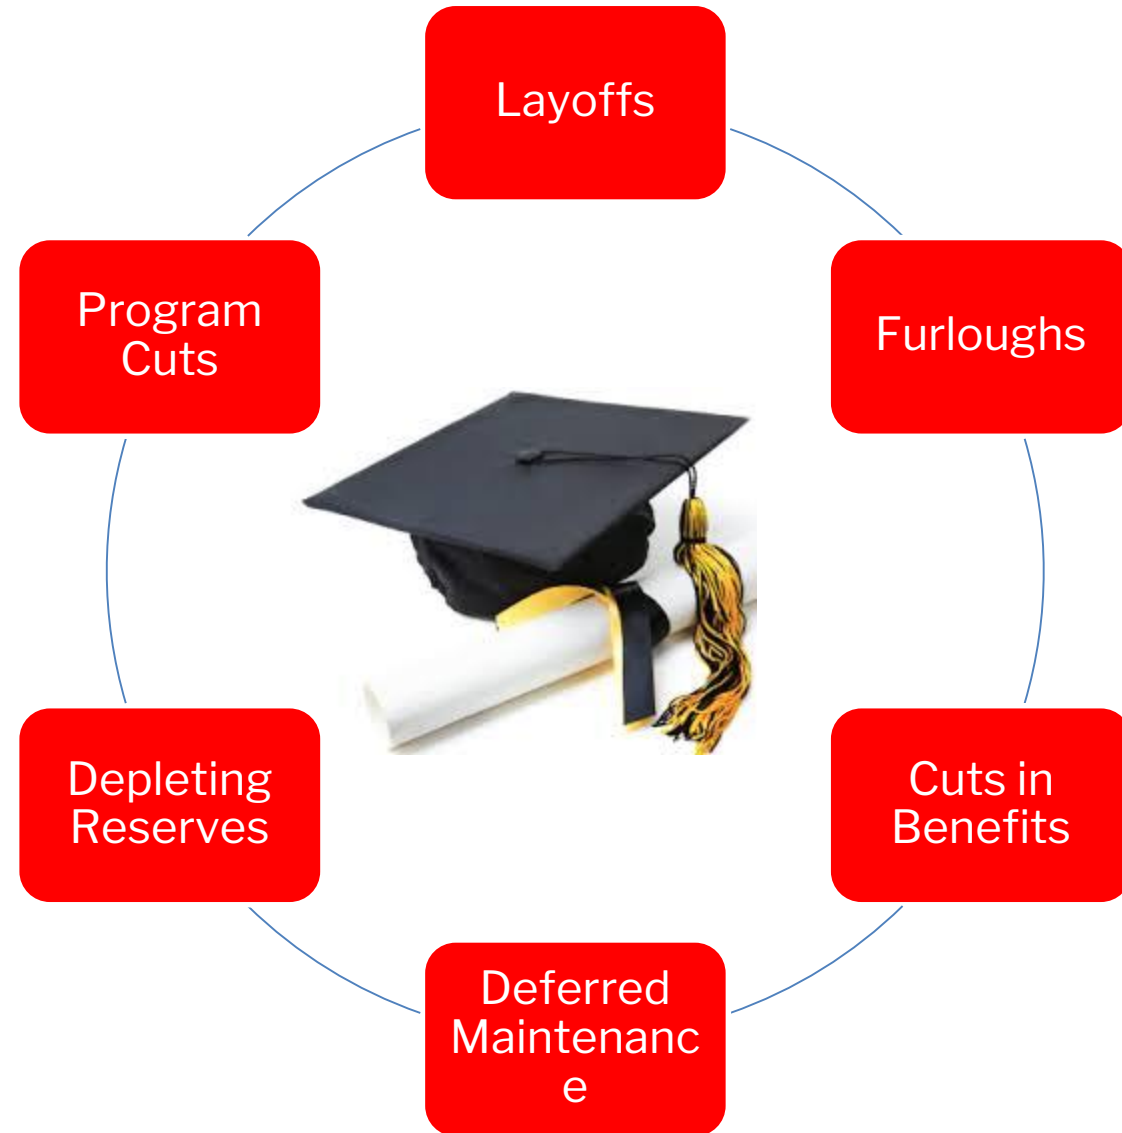 Layoffs
Furloughs
Cuts in
Benefits
Deferred
Maintenanc
e
Depleting
Reserves
Program
Cuts